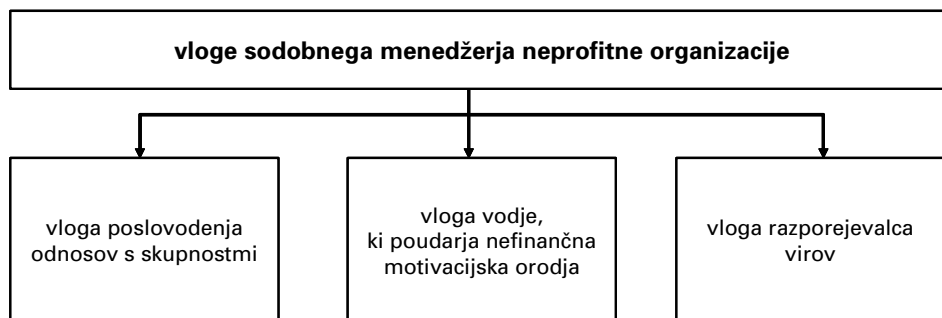 vloge sodobnega menedžerja neprofitne organizacije
vloga poslovodenja
odnosov s skupnostmi
vloga vodje,
ki poudarja nefinančna
motivacijska orodja
vloga razporejevalca
virov